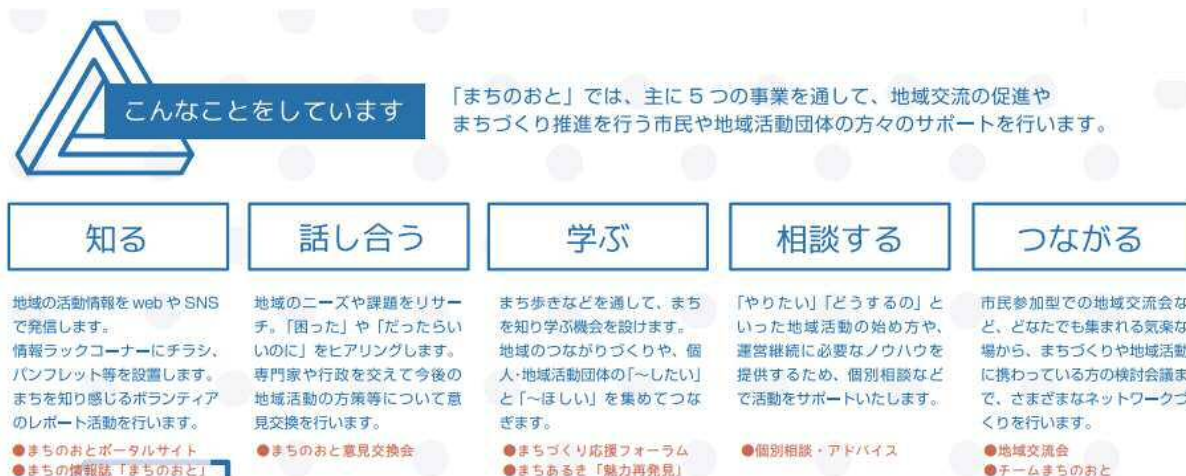 こんなことをしています
「まちのおと」では、主に5つの事業を通して、地域交流の促進や
まちづくり推進を行う市民や地域活動団体の方々のサポートを行います。
知る
地域の活動情報をwebやSNS
で発信します。
情報ラックコーナーにチラシ、
パンフレット等を設置します。
まちを知り感じるボランティア
のレポート活動を行います。
●まちのおとポータルサイト
●まちの情報誌「まちのおと」
話し合う
地域のニーズや課題をリサー
チ。「困った」や「だったらい
いのに」をヒアリングします。
専門家や行政を交えて今後の
地域活動の方策等について意
見交換を行います。
●まちのおと意見交換会
学ぶ
まち歩きなどを通して、まち
を知り学ぶ機会を設けます。
地域のつながりづくりや、個
人・地域活動団体の「～したい」
と「～ほしい」を集めてつな
ぎます。
●まちづくり応援フォーラム
●まちあるき「魅力再発見」
相談する
「やりたい」「どうするの」と
いった地域活動の始め方や、
運営継続に必要なノウハウを
提供するため、個別相談など
で活動をサポートいたします。
●個別相談・アドバイス
つながる
市民参加型での地域交流会な
ど、どなたでも集まれる気楽な
場から、まちづくりや地域活動
に携わっている方の検討会議ま
で、さまざまなネットワークづ
くりを行います。
●地域交流会
●チームまちのおと